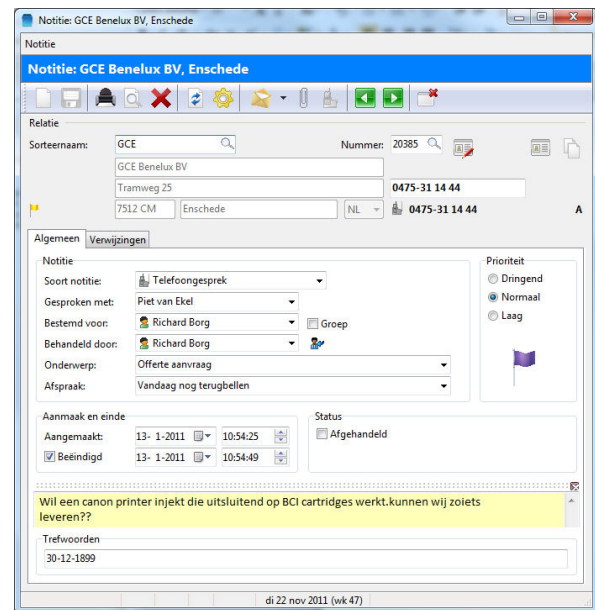 Notitie: GCE Benelux BV, Enschede
Notitie
Notitie: GCE Benelux BV, Enschede
Relatie
Sorteernaam: GCE Nummer: 20385
GCE Benelux BV
Tramweg 25 0475-31 14 44
7512 CM Enschede NL 0475-31 14 44 A
Algemeen Verwijzingen
Notitie Prioriteit
Soort notitie: Telefoongesprek Dringend
Gesproken met: Piet van Ekel Normaal
Bestemd voor: Richard Borg Groep Laag
Behandeld door: Richard Borg
Onderwerp: Offerte aanvraag
Afspraak: Vandaag nog terugbellen
Aanmaak en einde Status
Aangemaakt: 13- 1-2011 10:54:25 Afgehandeld
Beëindigd 13- 1-2011 10:54:49
Wil een canon printer injekt die uitsluitend op BCI cartridges werkt.kunnen wij zoiets
leveren??
Trefwoorden
30-12-1899
di 22 nov 2011 (wk 47)